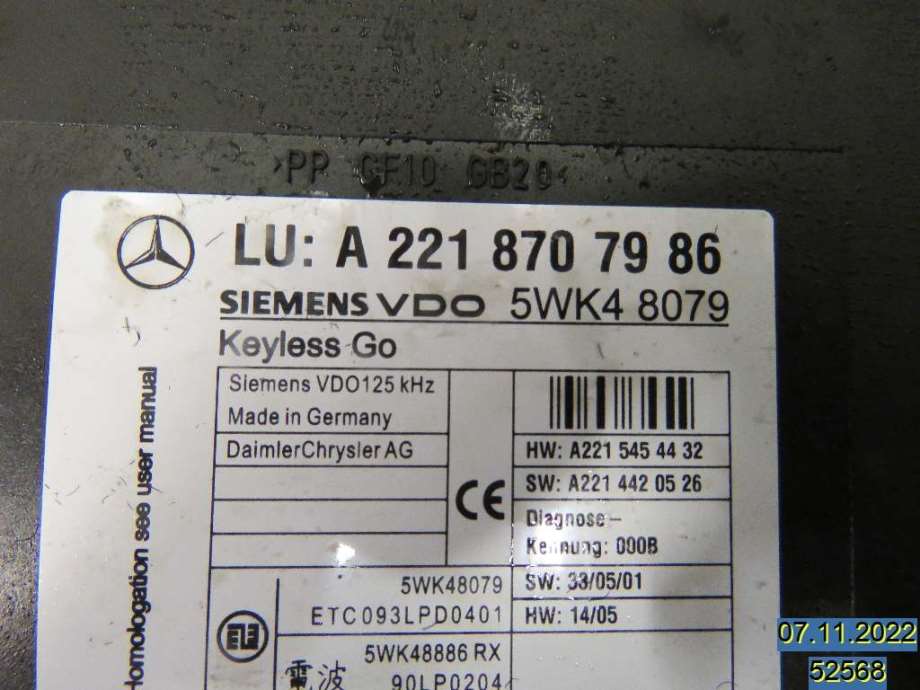 >PP GF10 GB20<
LU: A 221 870 79 86
SIEMENS VDO 5WK4 8079
Keyless Go
Siemens VDO125 kHz
Made in Germany
DaimlerChrysler AG
CE
HW: A221 545 44 32
SW: A221 442 05 26
Diagnose–
Kennung: 000B
SW: 33/05/01
HW: 14/05
5WK48079
ETC093LPD0401
5WK48886 RX
電波 90LP0204
Homologation see user manual
07.11.2022
52568